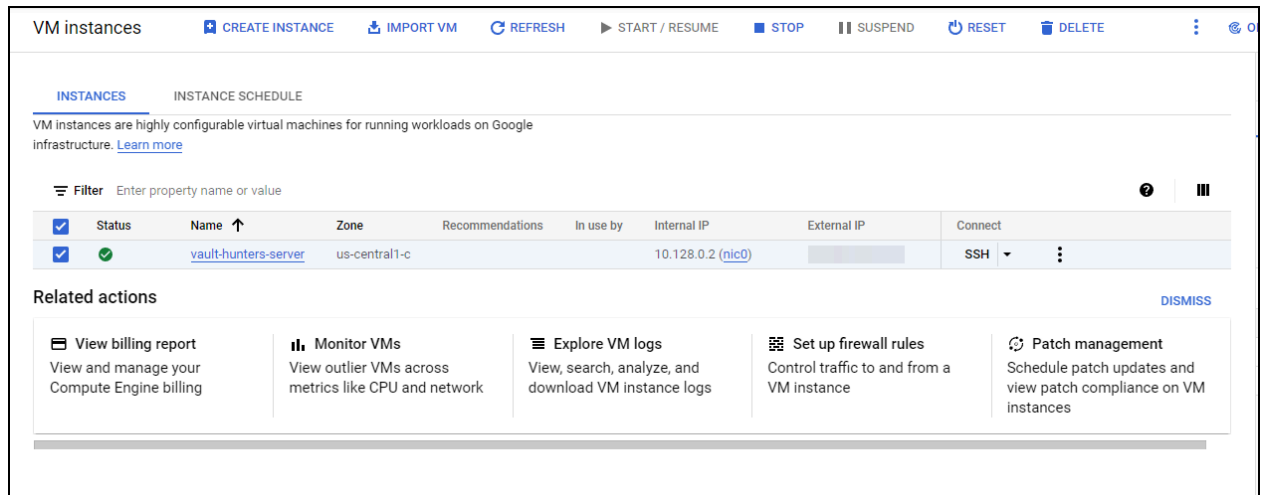 VM instances CREATE INSTANCE IMPORT VM REFRESH START / RESUME STOP SUSPEND RESET DELETE
INSTANCES INSTANCE SCHEDULE
VM instances are highly configurable virtual machines for running workloads on Google
infrastructure. Learn more
Filter Enter property name or value
Status Name Zone Recommendations In use by Internal IP External IP Connect
vault-hunters-server us-central1-c 10.128.0.2 (nic0) SSH
Related actions
DISMISS
View billing report
View and manage your
Compute Engine billing
Monitor VMs
View outlier VMs across
metrics like CPU and network
Explore VM logs
View, search, analyze, and
download VM instance logs
Set up firewall rules
Control traffic to and from a
VM instance
Patch management
Schedule patch updates and
view patch compliance on VM
instances